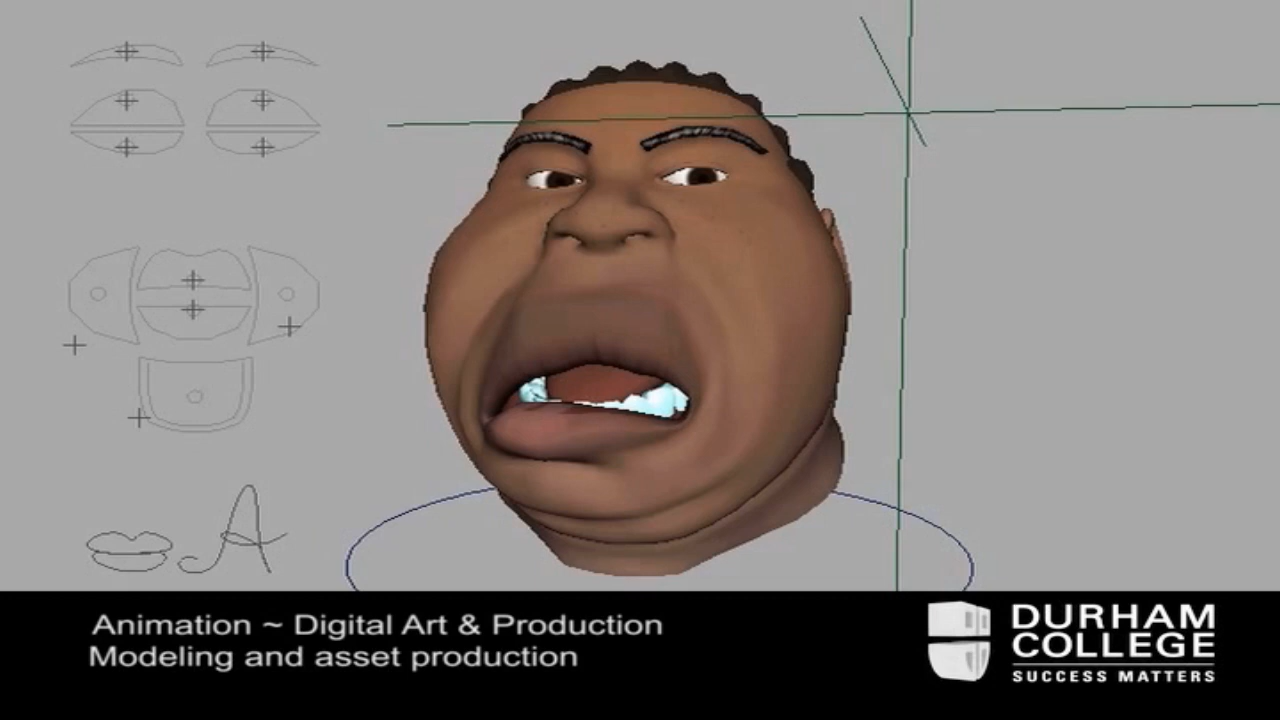 A
Animation ~ Digital Art & Production
Modeling and asset production
DURHAM
COLLEGE
SUCCESS MATTERS